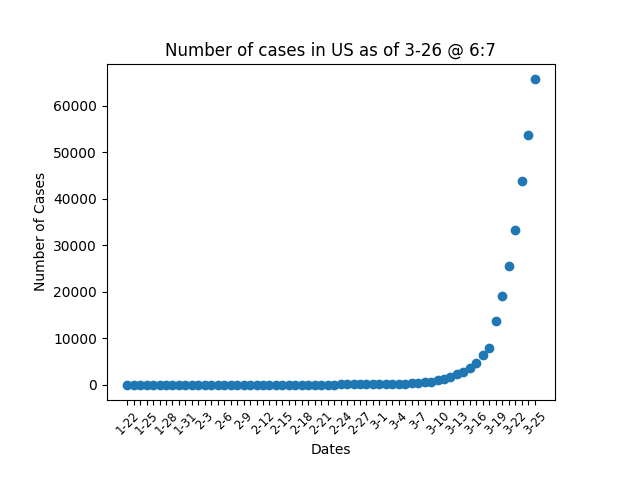 Number of cases in US as of 3-26 @ 6:7
60000
50000
40000
30000
20000
10000
0
Number of Cases
1-22 1-25 1-28 1-31 2-3 2-6 2-9 2-12 2-15 2-18 2-21 2-24 2-27 3-1 3-4 3-7 3-10 3-13 3-16 3-19 3-22 3-25
Dates